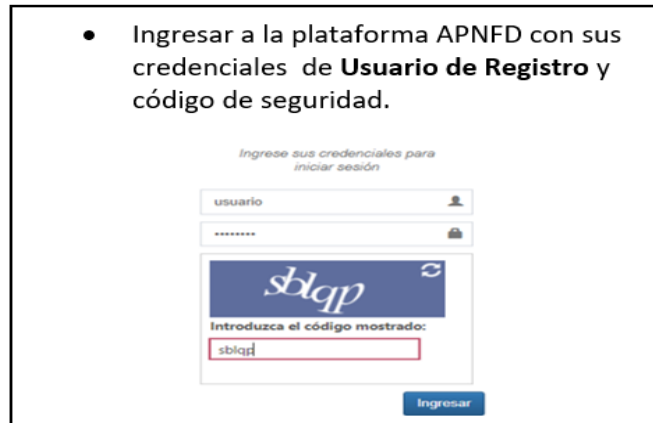 • Ingresar a la plataforma APNFD con sus
credenciales de Usuario de Registro y
código de seguridad.
Ingrese sus credenciales para
iniciar sesión
usuario
••••••••
sblqp
Introduzca el código mostrado:
sblqp
Ingresar